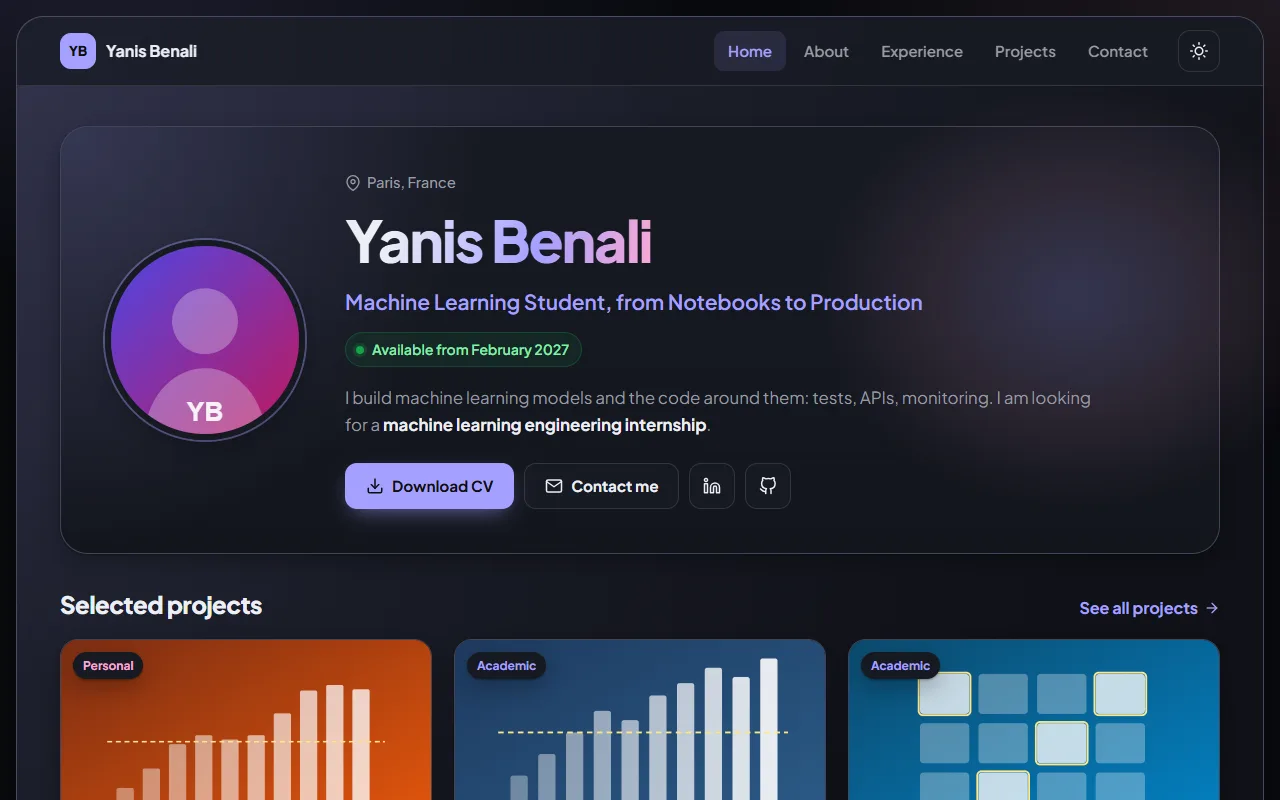 YB
Yanis Benali
Home
About
Experience
Projects
Contact
Paris, France
Yanis Benali
Machine Learning Student, from Notebooks to Production
Available from February 2027
I build machine learning models and the code around them: tests, APIs, monitoring. I am looking
for a machine learning engineering internship.
YB
Download CV
Contact me
in
Selected projects
See all projects →
Personal
Academic
Academic